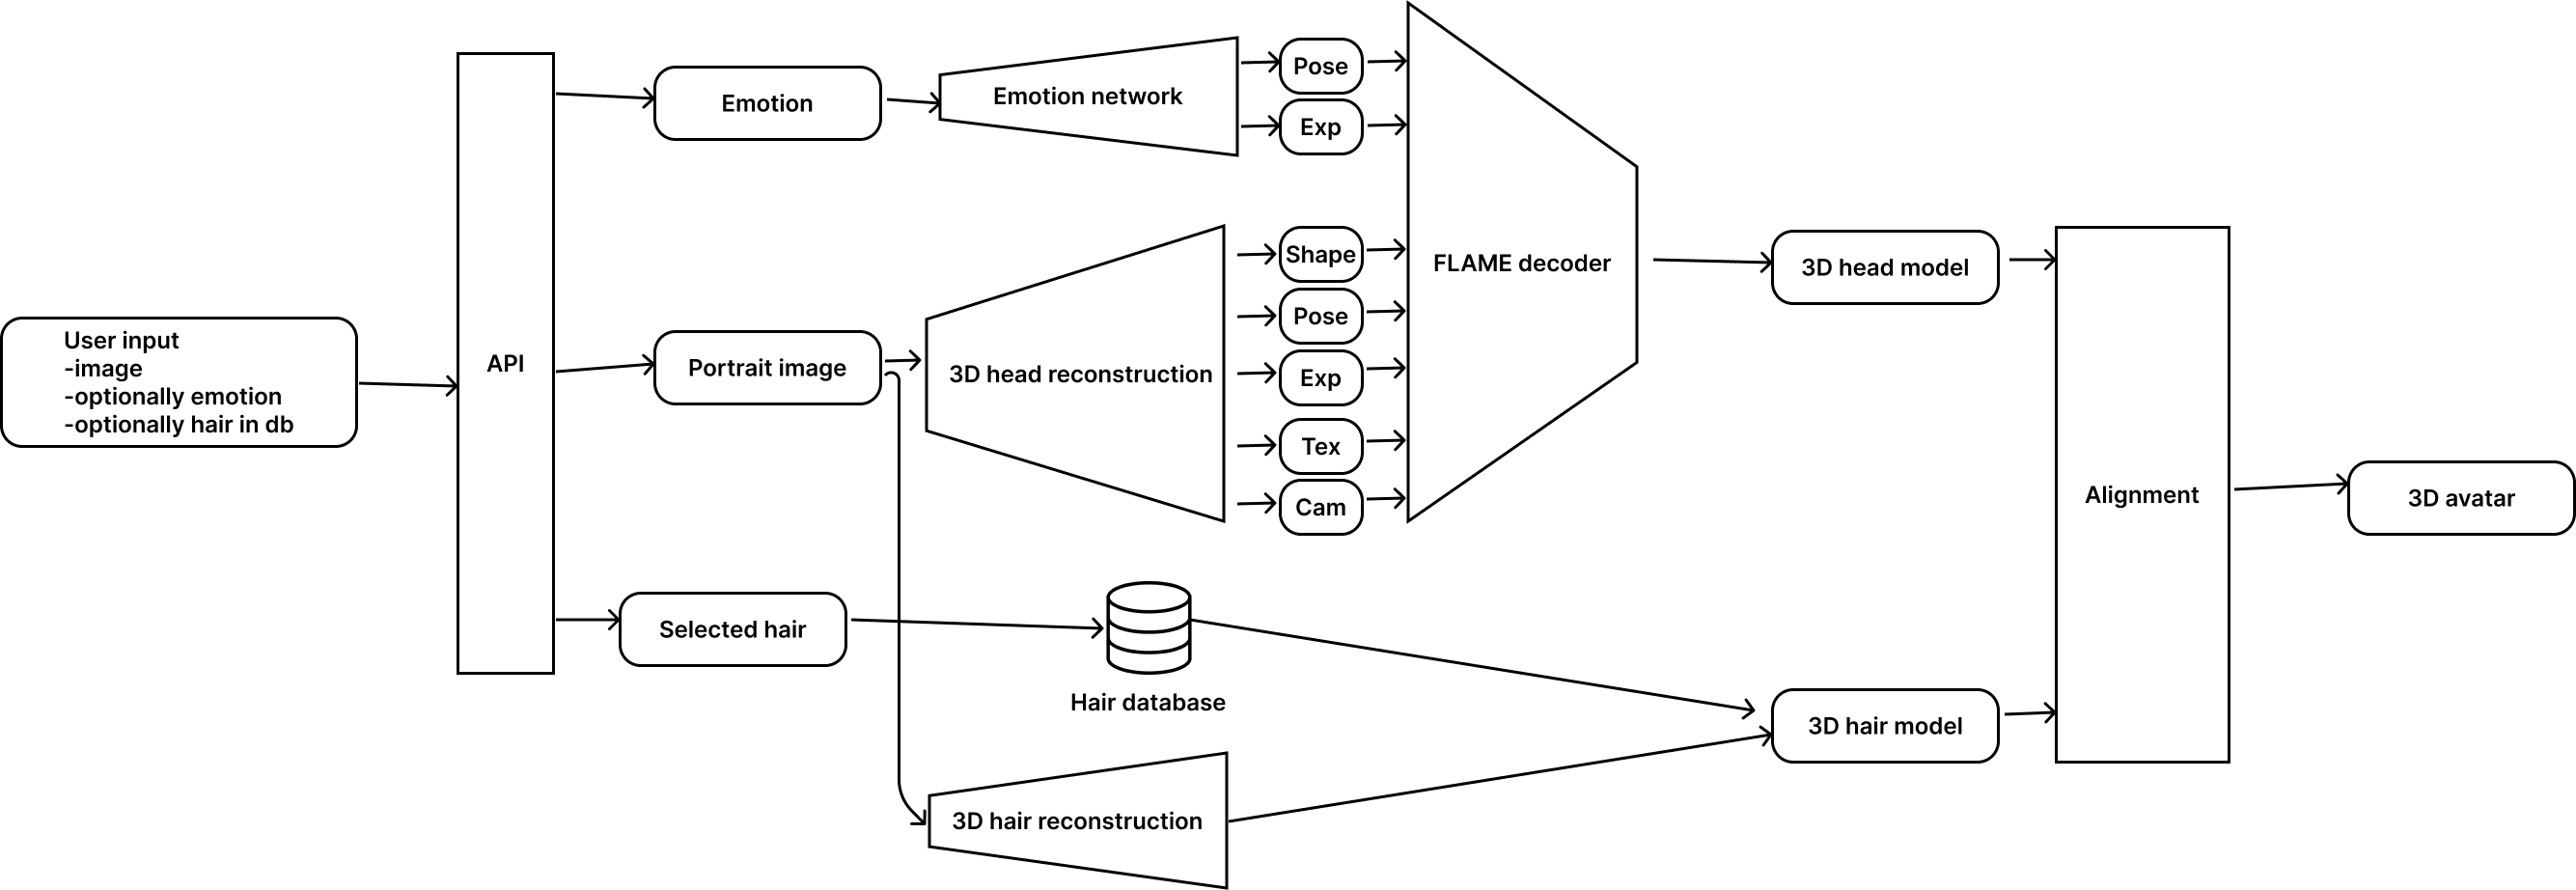 User input
-image
-optionally emotion
-optionally hair in db
API
Emotion
Emotion network
Pose
Exp
Portrait image
3D head reconstruction
Shape
Pose
Exp
Tex
Cam
FLAME decoder
3D head model
Selected hair
Hair database
3D hair reconstruction
3D hair model
Alignment
3D avatar